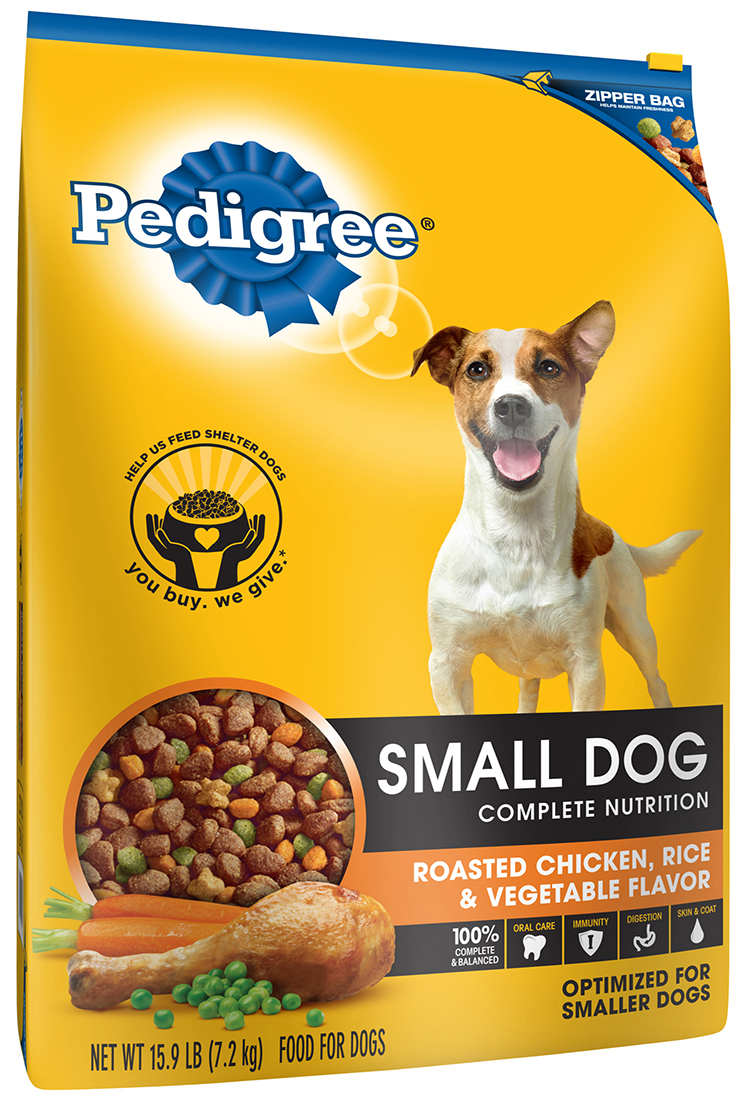 ZIPPER BAG
HELPS MAINTAIN FRESHNESS
Pedigree®
HELP US FEED SHELTER DOGS
you buy. we give.*
SMALL DOG
COMPLETE NUTRITION
ROASTED CHICKEN, RICE
& VEGETABLE FLAVOR
100%
COMPLETE
& BALANCED
ORAL CARE
IMMUNITY
DIGESTION
SKIN & COAT
OPTIMIZED FOR
SMALLER DOGS
NET WT 15.9 LB (7.2 kg) FOOD FOR DOGS